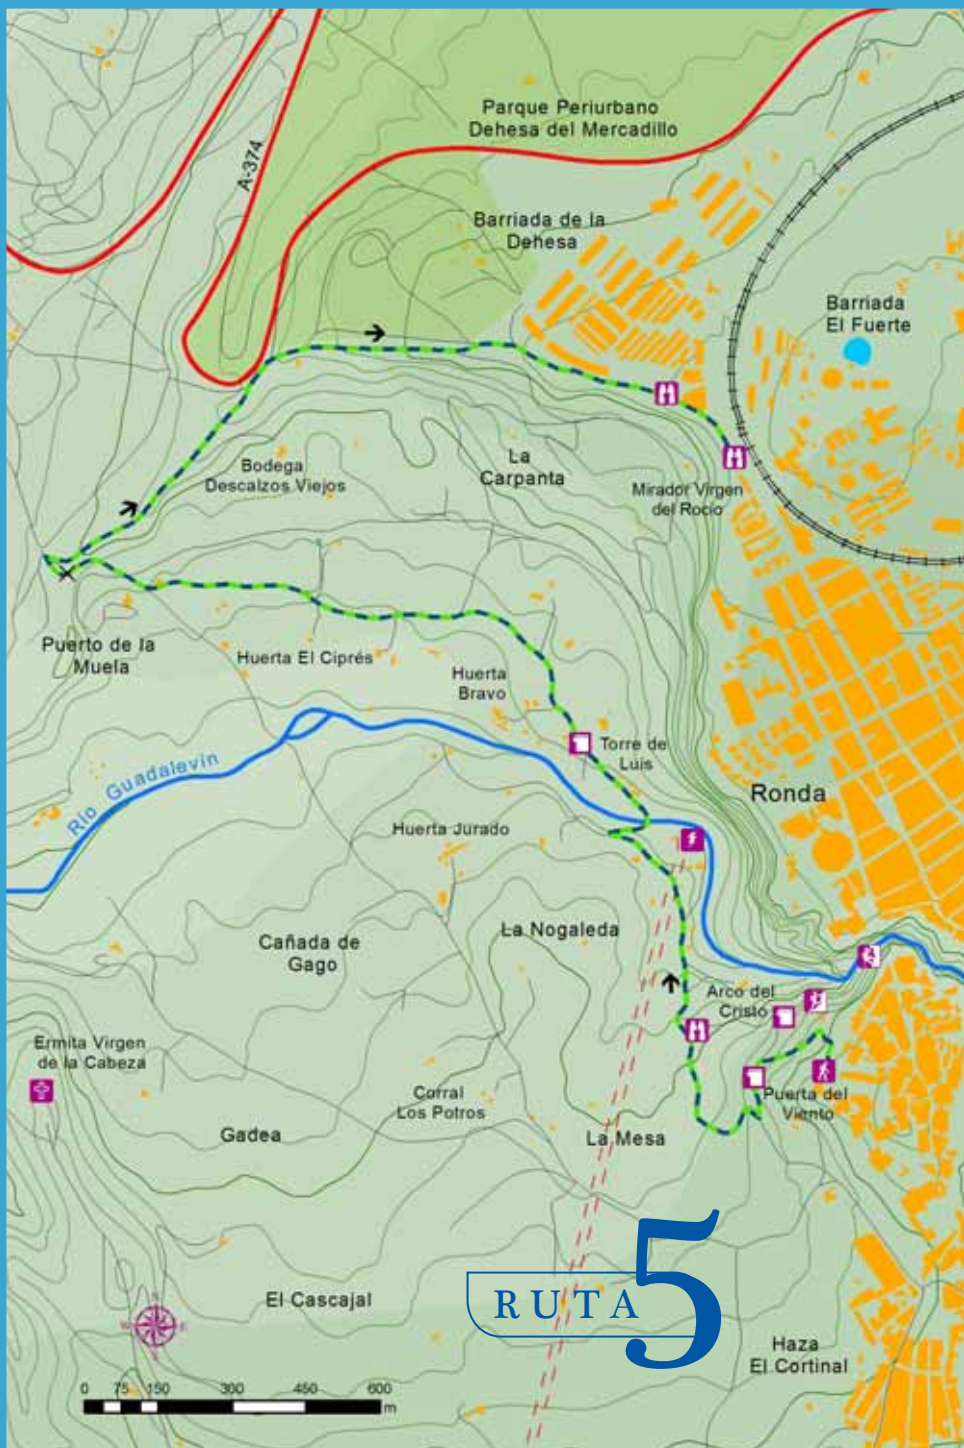 Parque Periurbano
Dehesa del Mercadillo
A-374
Barriada de la
Dehesa
Barriada
El Fuerte
Bodega
Descalzos Viejos
La
Carpanta
Mirador Virgen
del Rocio
Puerto de la
Muela
Huerta El Ciprés
Huerta
Bravo
Torre de
Luis
Río Guadalevín
Ronda
Huerta Jurado
La Nogaleda
Cañada de
Gago
Arco del
Cristo
Ermita Virgen
de la Cabeza
Corral
Los Potros
Puerta del
Viento
Gadea
La Mesa
RUTA 5
El Cascajal
N
W E
S
Haza
El Cortinal
0 75 150 300 450 600
m